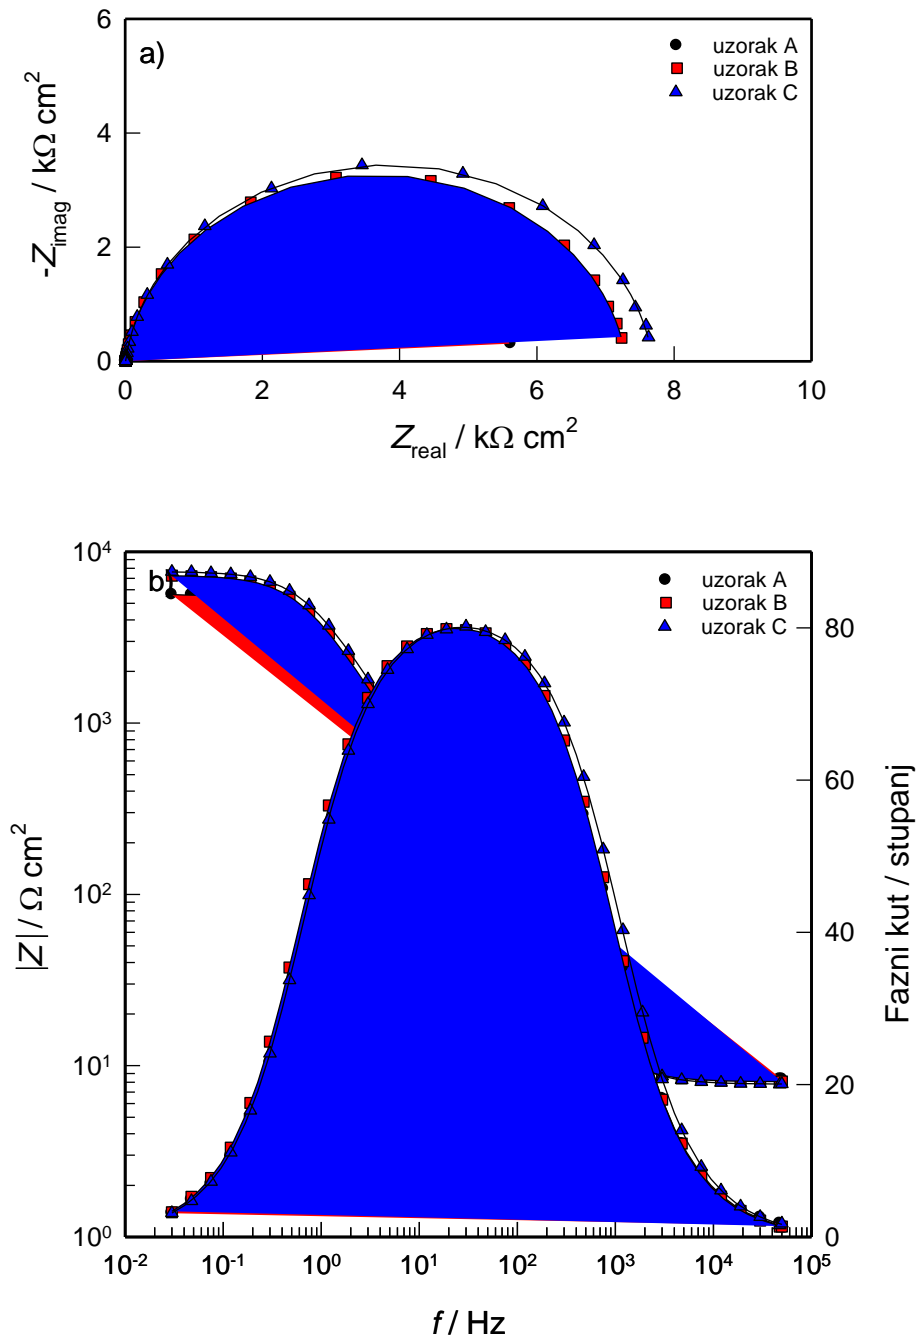 a)
uzorak A
uzorak B
uzorak C
6
4
2
0
-Zimag / kΩ cm²
0 2 4 6 8 10
Zreal / kΩ cm²
b)
uzorak A
uzorak B
uzorak C
10⁴
10³
10²
10¹
10⁰
|Z| / Ω cm²
80
60
40
20
0
Fazni kut / stupanj
10⁻² 10⁻¹ 10⁰ 10¹ 10² 10³ 10⁴ 10⁵
f / Hz